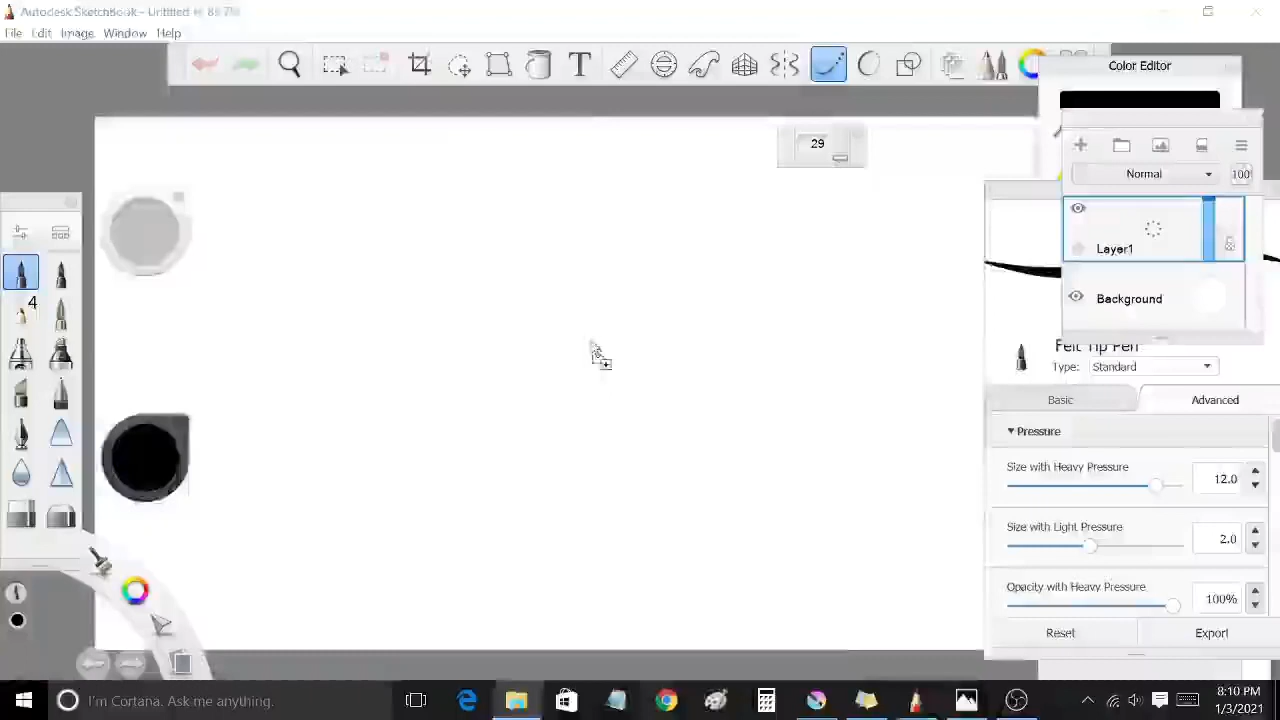 Autodesk SketchBook - Untitled @ 89.7%
File Edit Image Window Help
T
Color Editor
29
Normal
100
Layer1
Background
4
Felt Tip Pen
Type: Standard
Basic Advanced
Pressure
Size with Heavy Pressure
12.0
Size with Light Pressure
2.0
Opacity with Heavy Pressure
100%
Reset Export
I'm Cortana. Ask me anything.
8:10 PM
1/3/2021